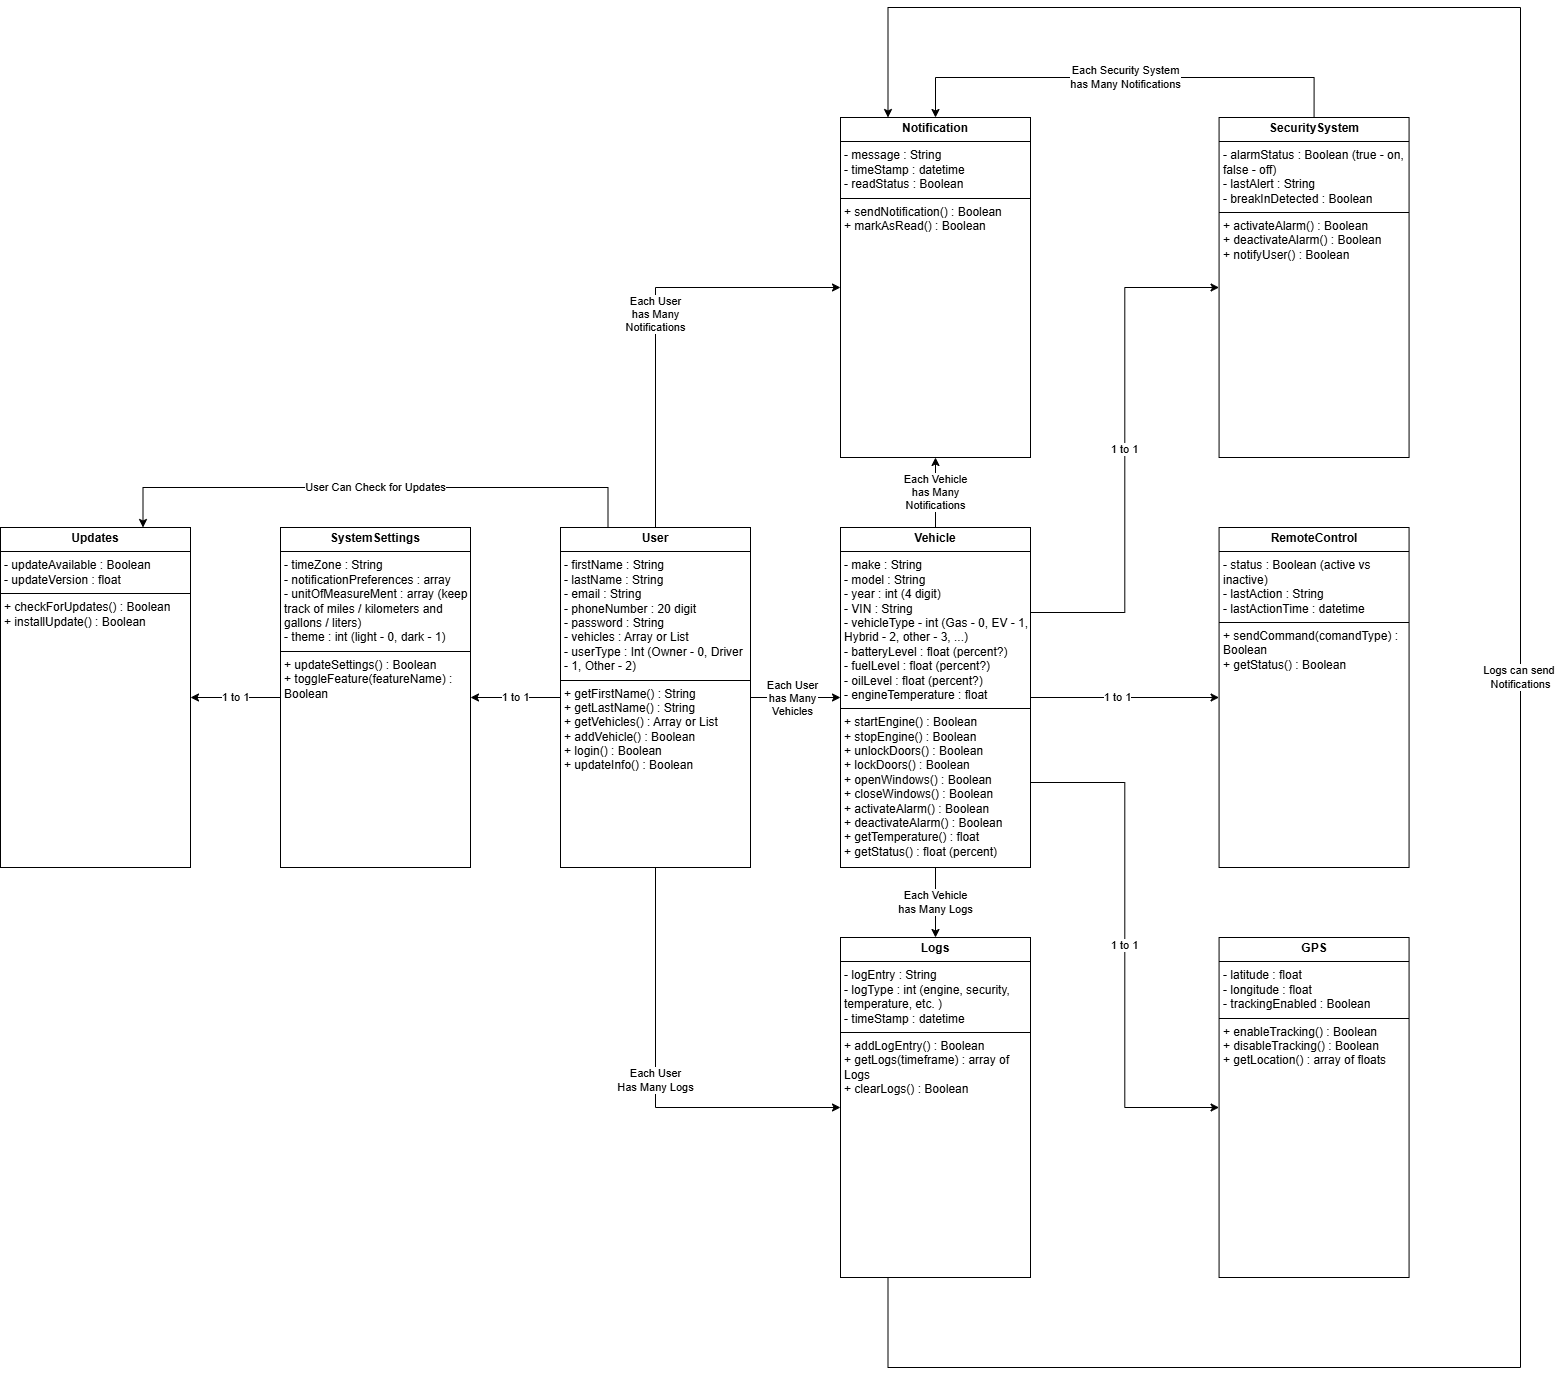 Each Security System
has Many Notifications
Notification
- message : String
- timeStamp : datetime
- readStatus : Boolean
+ sendNotification() : Boolean
+ markAsRead() : Boolean
SecuritySystem
- alarmStatus : Boolean (true - on,
false - off)
- lastAlert : String
- breakInDetected : Boolean
+ activateAlarm() : Boolean
+ deactivateAlarm() : Boolean
+ notifyUser() : Boolean
Each User
has Many
Notifications
1 to 1
Each Vehicle
has Many
Notifications
User Can Check for Updates
Updates
- updateAvailable : Boolean
- updateVersion : float
+ checkForUpdates() : Boolean
+ installUpdate() : Boolean
1 to 1
SystemSettings
- timeZone : String
- notificationPreferences : array
- unitOfMeasureMent : array (keep
track of miles / kilometers and
gallons / liters)
- theme : int (light - 0, dark - 1)
+ updateSettings() : Boolean
+ toggleFeature(featureName) :
Boolean
1 to 1
User
- firstName : String
- lastName : String
- email : String
- phoneNumber : 20 digit
- password : String
- vehicles : Array or List
- userType : Int (Owner - 0, Driver
- 1, Other - 2)
+ getFirstName() : String
+ getLastName() : String
+ getVehicles() : Array or List
+ addVehicle() : Boolean
+ login() : Boolean
+ updateInfo() : Boolean
Each User
has Many
Vehicles
Vehicle
- make : String
- model : String
- year : int (4 digit)
- VIN : String
- vehicleType - int (Gas - 0, EV - 1,
Hybrid - 2, other - 3, ...)
- batteryLevel : float (percent?)
- fuelLevel : float (percent?)
- oilLevel : float (percent?)
- engineTemperature : float
+ startEngine() : Boolean
+ stopEngine() : Boolean
+ unlockDoors() : Boolean
+ lockDoors() : Boolean
+ openWindows() : Boolean
+ closeWindows() : Boolean
+ activateAlarm() : Boolean
+ deactivateAlarm() : Boolean
+ getTemperature() : float
+ getStatus() : float (percent)
1 to 1
RemoteControl
- status : Boolean (active vs
inactive)
- lastAction : String
- lastActionTime : datetime
+ sendCommand(comandType) :
Boolean
+ getStatus() : Boolean
Logs can send
Notifications
Each Vehicle
has Many Logs
1 to 1
Logs
- logEntry : String
- logType : int (engine, security,
temperature, etc. )
- timeStamp : datetime
+ addLogEntry() : Boolean
+ getLogs(timeframe) : array of
Logs
+ clearLogs() : Boolean
GPS
- latitude : float
- longitude : float
- trackingEnabled : Boolean
+ enableTracking() : Boolean
+ disableTracking() : Boolean
+ getLocation() : array of floats
Each User
Has Many Logs